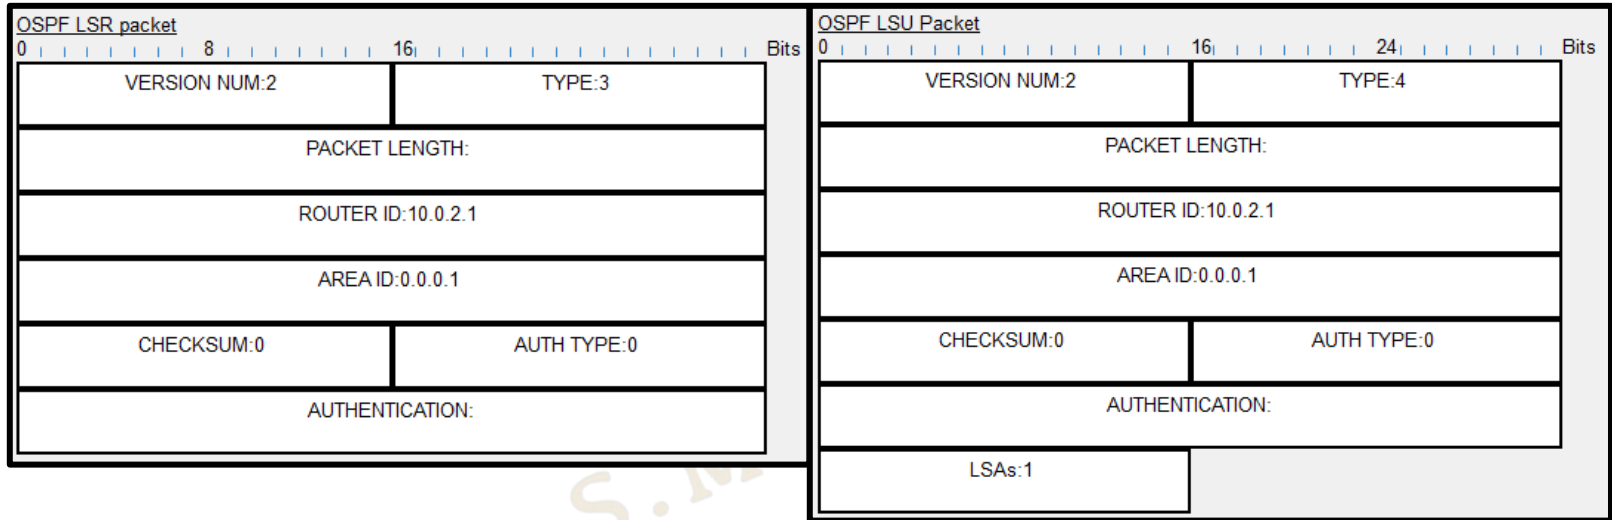 OSPF LSR packet
0 8 16 Bits
VERSION NUM:2 TYPE:3
PACKET LENGTH:
ROUTER ID:10.0.2.1
AREA ID:0.0.0.1
CHECKSUM:0 AUTH TYPE:0
AUTHENTICATION:
OSPF LSU Packet
0 16 24 Bits
VERSION NUM:2 TYPE:4
PACKET LENGTH:
ROUTER ID:10.0.2.1
AREA ID:0.0.0.1
CHECKSUM:0 AUTH TYPE:0
AUTHENTICATION:
LSAs:1